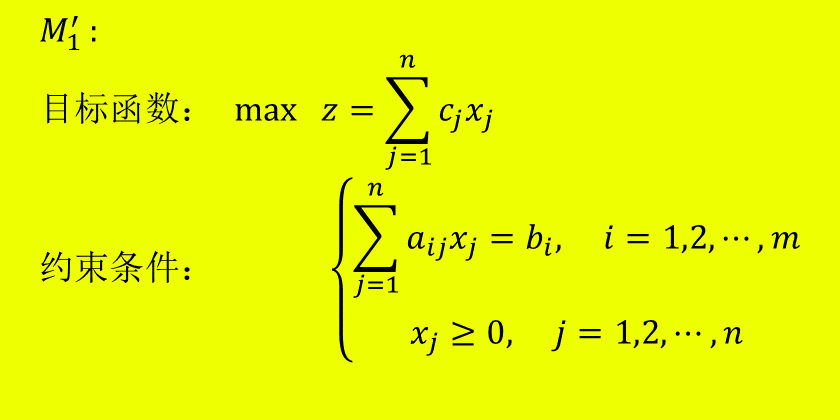 M₁′ :
目标函数： max z = ∑_{j=1}^{n} c_j x_j
约束条件： { ∑_{j=1}^{n} a_{ij} x_j = b_i, i = 1,2,⋯,m
x_j ≥ 0, j = 1,2,⋯,n